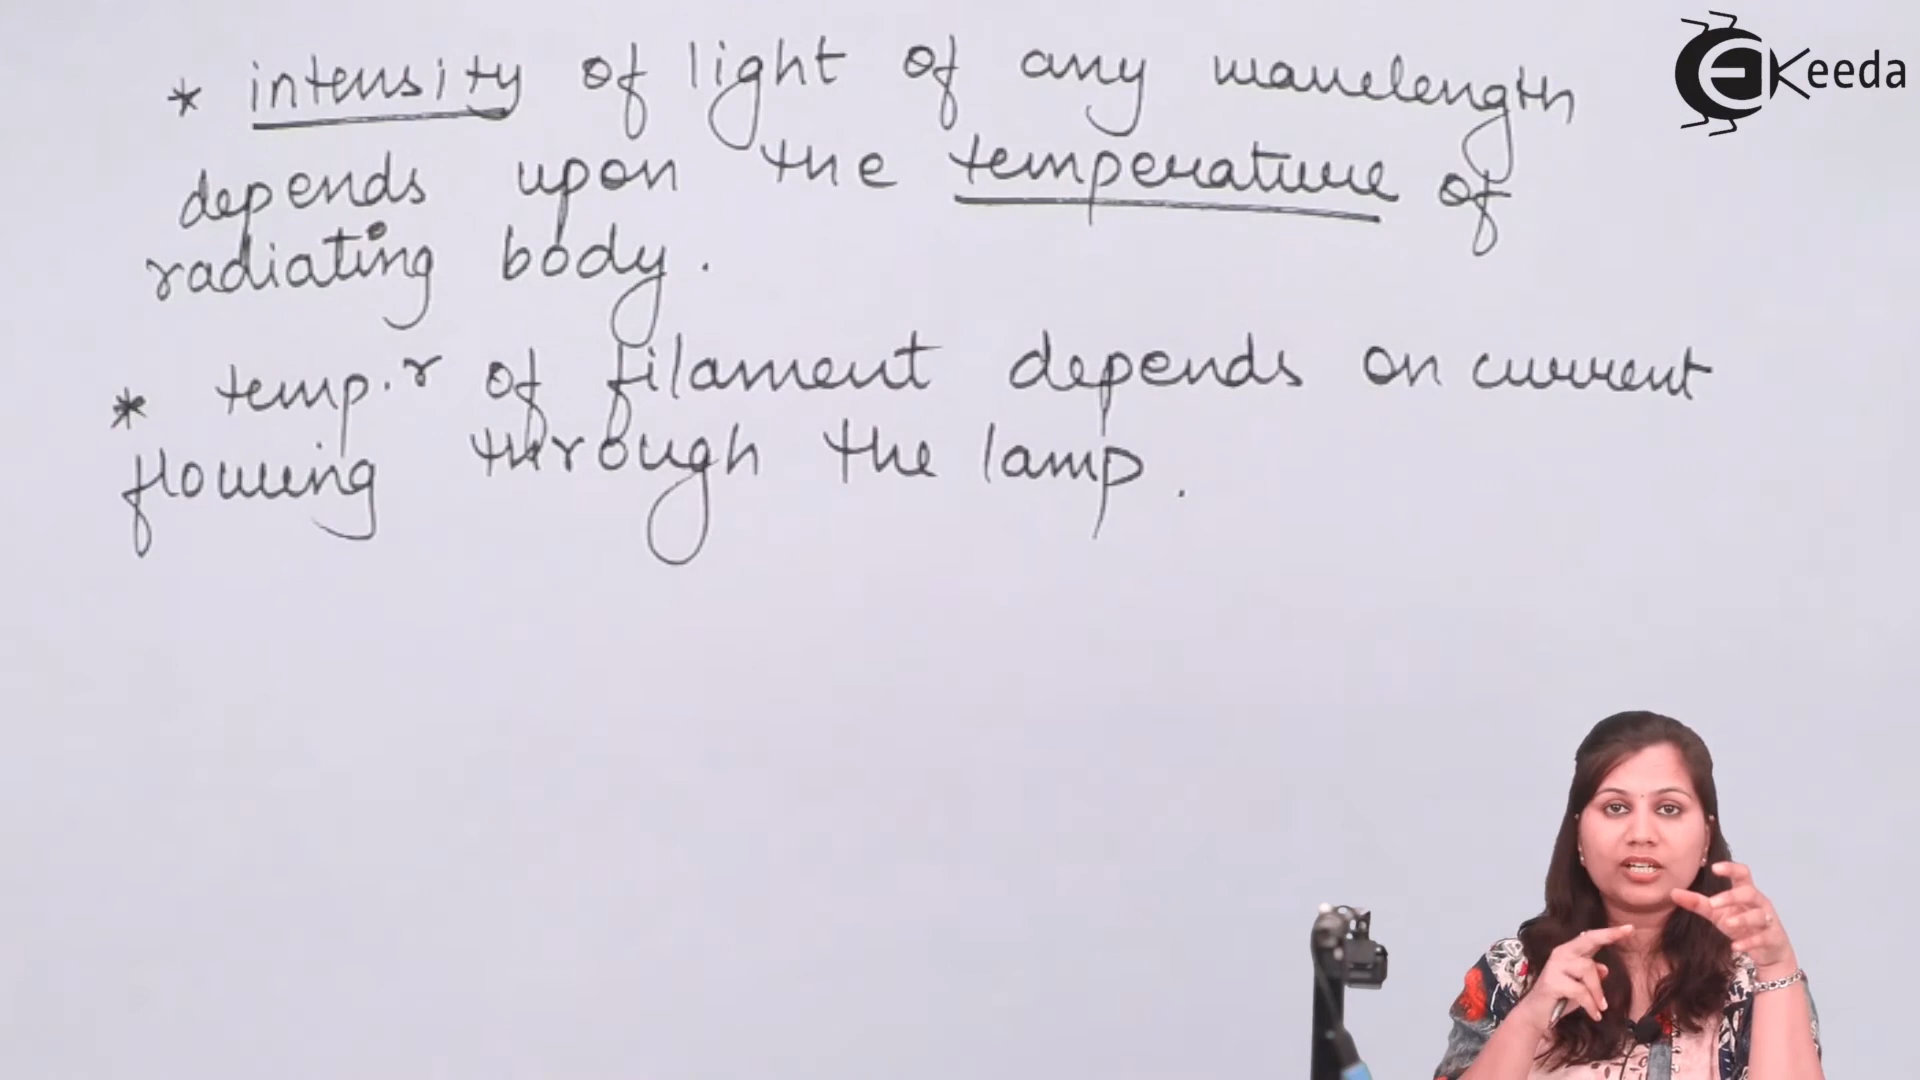 * intensity of light of any wavelength
depends upon the temperature of
radiating body.
* temp.r of filament depends on current
flowing through the lamp.
EKeeda